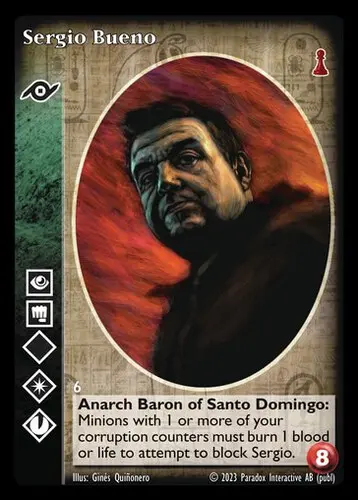 Sergio Bueno
6
Anarch Baron of Santo Domingo:
Minions with 1 or more of your
corruption counters must burn 1 blood
or life to attempt to block Sergio.
8
Illus: Ginés Quiñonero
© 2023 Paradox Interactive AB (publ)